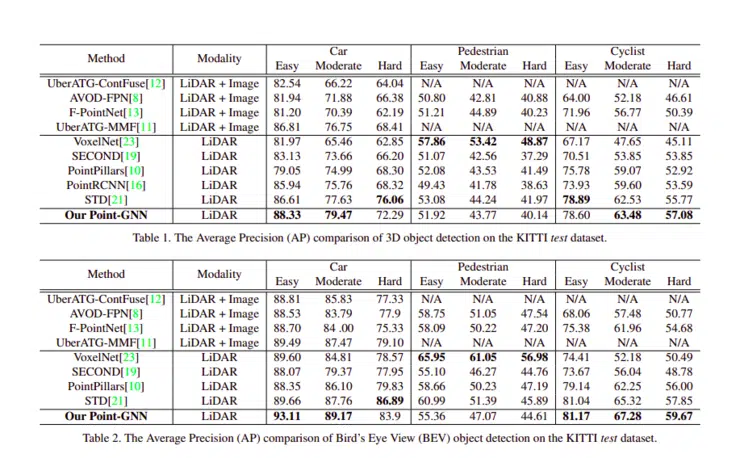 Method Modality Car Pedestrian Cyclist
Easy Moderate Hard Easy Moderate Hard Easy Moderate Hard
UberATG-ContFuse[12] LiDAR + Image 82.54 66.22 64.04 N/A N/A N/A N/A N/A N/A
AVOD-FPN[8] LiDAR + Image 81.94 71.88 66.38 50.80 42.81 40.88 64.00 52.18 46.61
F-PointNet[13] LiDAR + Image 81.20 70.39 62.19 51.21 44.89 40.23 71.96 56.77 50.39
UberATG-MMF[11] LiDAR + Image 86.81 76.75 68.41 N/A N/A N/A N/A N/A N/A
VoxelNet[23] LiDAR 81.97 65.46 62.85 57.86 53.42 48.87 67.17 47.65 45.11
SECOND[19] LiDAR 83.13 73.66 66.20 51.07 42.56 37.29 70.51 53.85 53.85
PointPillars[10] LiDAR 79.05 74.99 68.30 52.08 43.53 41.49 75.78 59.07 52.92
PointRCNN[16] LiDAR 85.94 75.76 68.32 49.43 41.78 38.63 73.93 59.60 53.59
STD[21] LiDAR 86.61 77.63 76.06 53.08 44.24 41.97 78.89 62.53 55.77
Our Point-GNN LiDAR 88.33 79.47 72.29 51.92 43.77 40.14 78.60 63.48 57.08
Table 1. The Average Precision (AP) comparison of 3D object detection on the KITTI test dataset.
Method Modality Car Pedestrian Cyclist
Easy Moderate Hard Easy Moderate Hard Easy Moderate Hard
UberATG-ContFuse[12] LiDAR + Image 88.81 85.83 77.33 N/A N/A N/A N/A N/A N/A
AVOD-FPN[8] LiDAR + Image 88.53 83.79 77.9 58.75 51.05 47.54 68.06 57.48 50.77
F-PointNet[13] LiDAR + Image 88.70 84 .00 75.33 58.09 50.22 47.20 75.38 61.96 54.68
UberATG-MMF[11] LiDAR + Image 89.49 87.47 79.10 N/A N/A N/A N/A N/A N/A
VoxelNet[23] LiDAR 89.60 84.81 78.57 65.95 61.05 56.98 74.41 52.18 50.49
SECOND[19] LiDAR 88.07 79.37 77.95 55.10 46.27 44.76 73.67 56.04 48.78
PointPillars[10] LiDAR 88.35 86.10 79.83 58.66 50.23 47.19 79.14 62.25 56.00
STD[21] LiDAR 89.66 87.76 86.89 60.99 51.39 45.89 81.04 65.32 57.85
Our Point-GNN LiDAR 93.11 89.17 83.9 55.36 47.07 44.61 81.17 67.28 59.67
Table 2. The Average Precision (AP) comparison of Bird's Eye View (BEV) object detection on the KITTI test dataset.